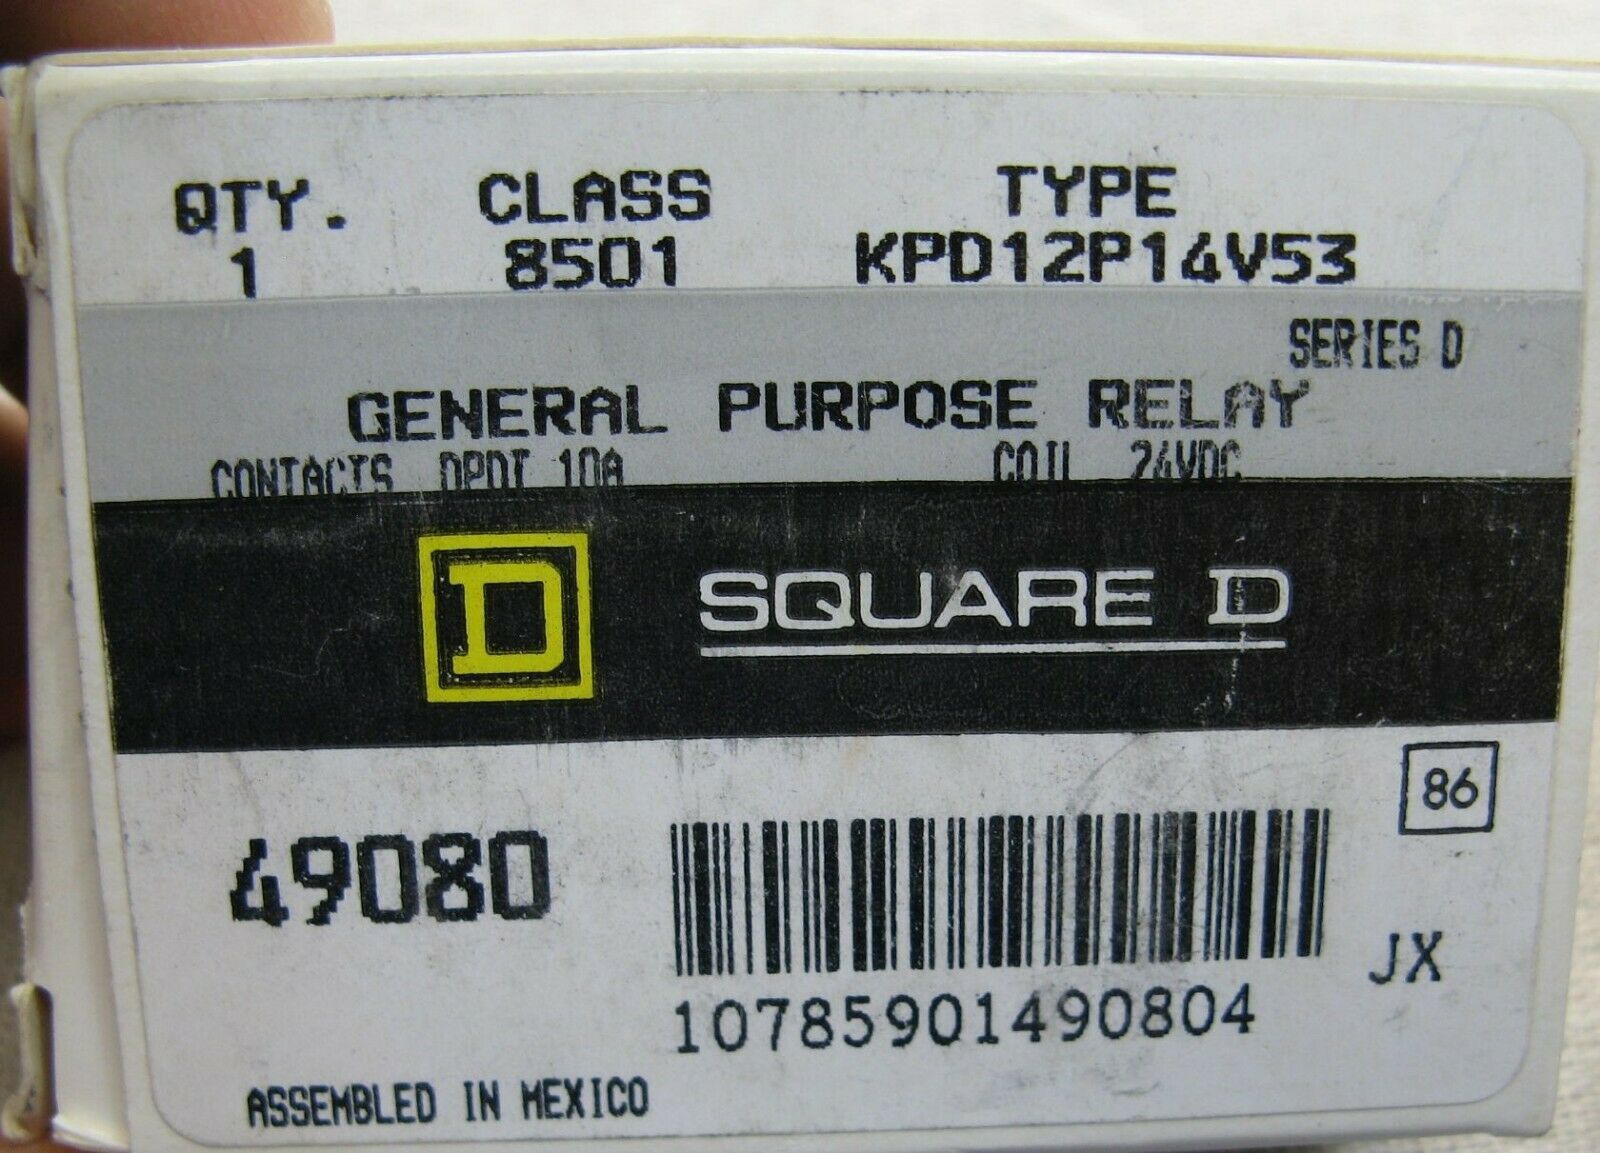 QTY. CLASS TYPE
1 8501 KPD12P14V53
SERIES D
GENERAL PURPOSE RELAY
CONTACTS DPDT 10A COIL 24VDC
D SQUARE D
86
49080
JX
10785901490804
ASSEMBLED IN MEXICO